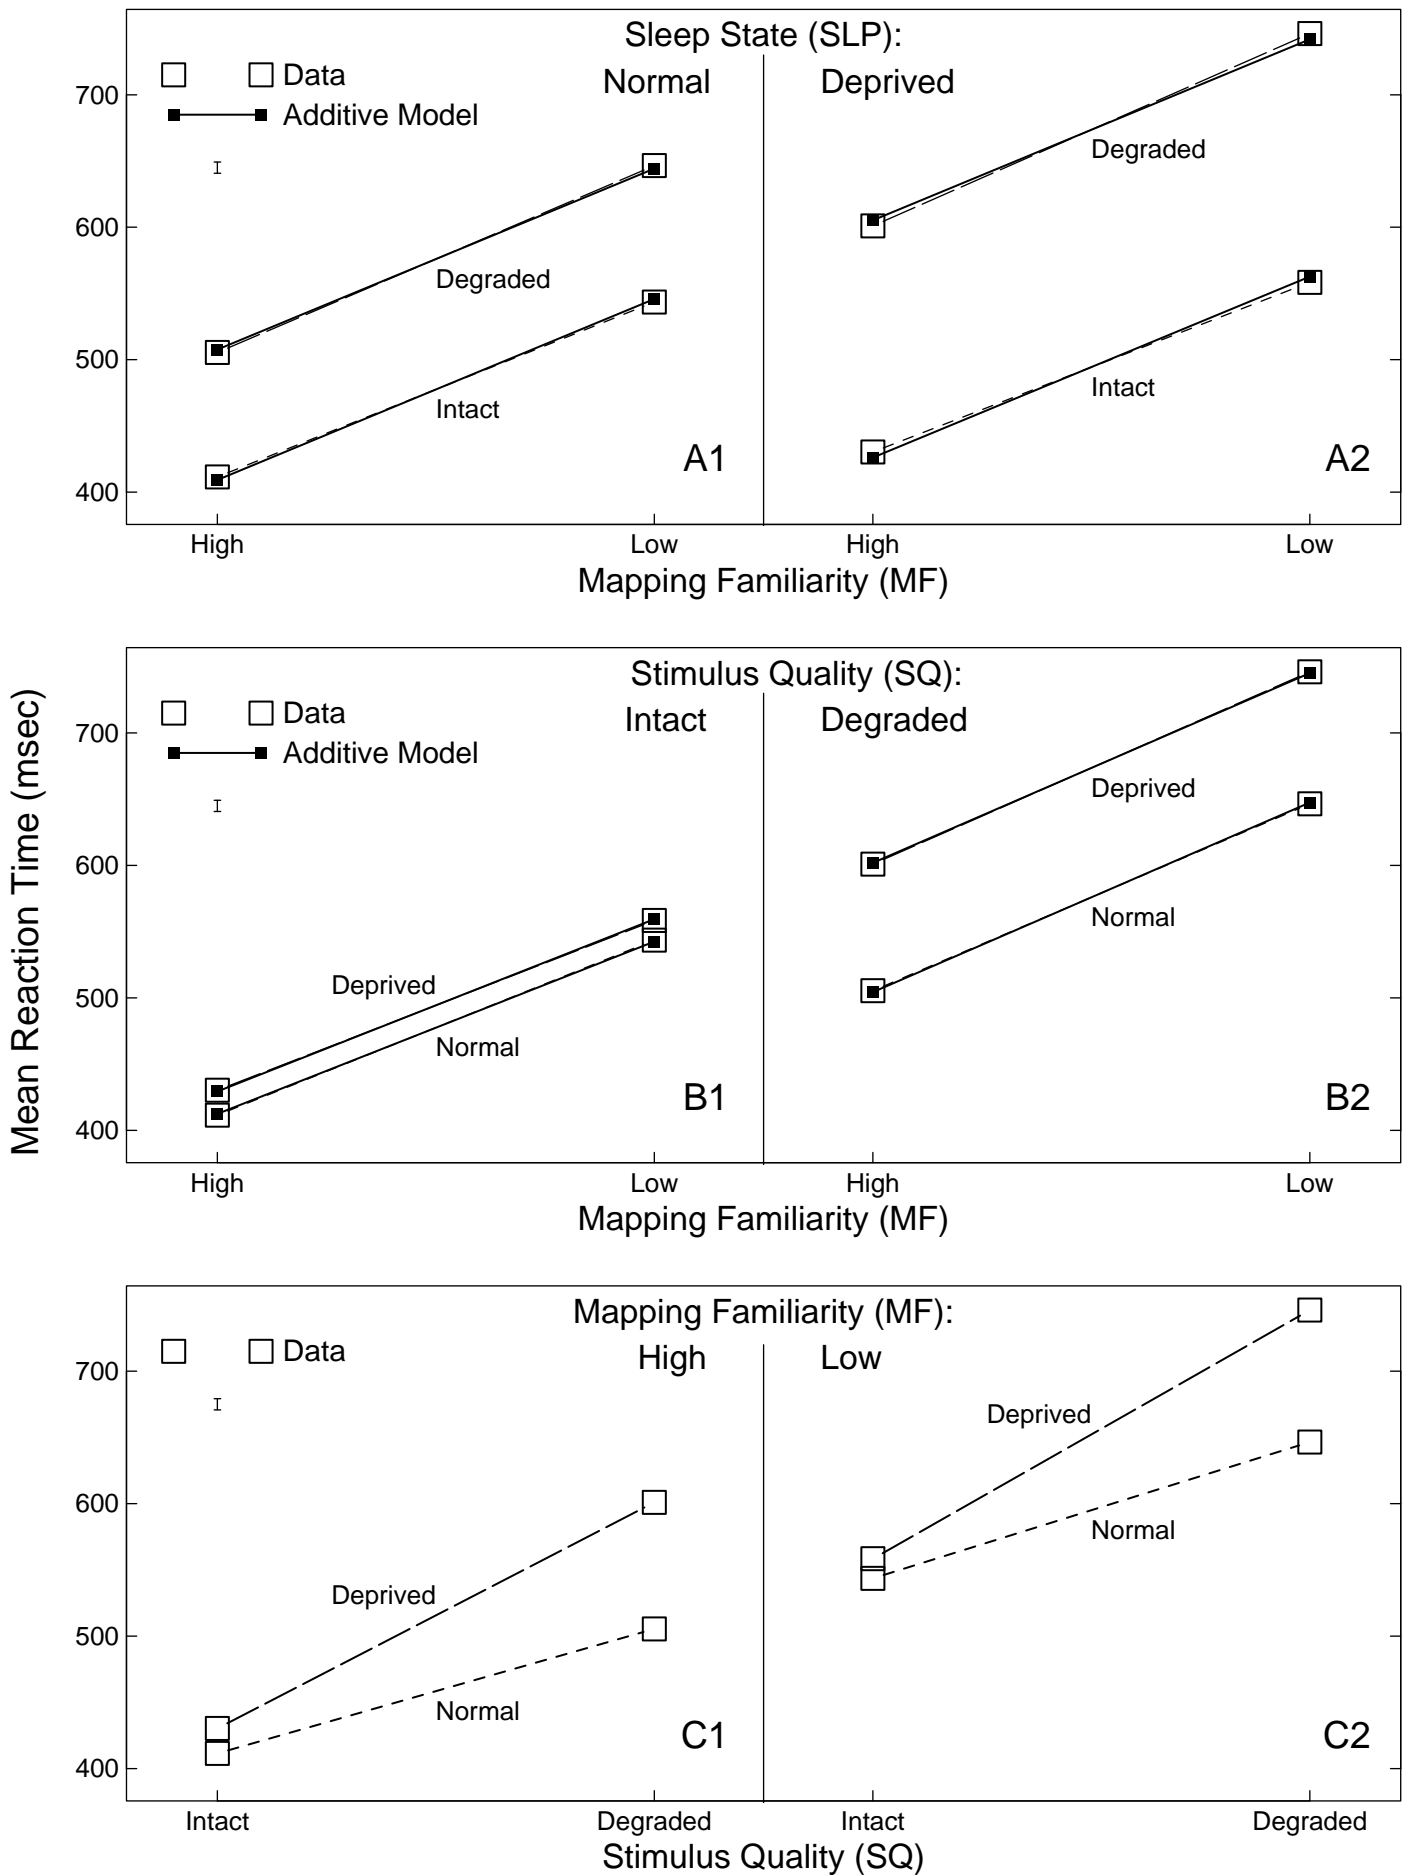 Sleep State (SLP):
Data
Normal
Deprived
Additive Model
700
600
500
400
Degraded
Intact
A1
Degraded
Intact
A2
High
Low
High
Low
Mapping Familiarity (MF)
Mean Reaction Time (msec)
Stimulus Quality (SQ):
Data
Intact
Degraded
Additive Model
700
600
500
400
Deprived
Normal
B1
Deprived
Normal
B2
High
Low
High
Low
Mapping Familiarity (MF)
Mapping Familiarity (MF):
Data
High
Low
700
600
500
400
Deprived
Normal
C1
Deprived
Normal
C2
Intact
Degraded
Intact
Degraded
Stimulus Quality (SQ)